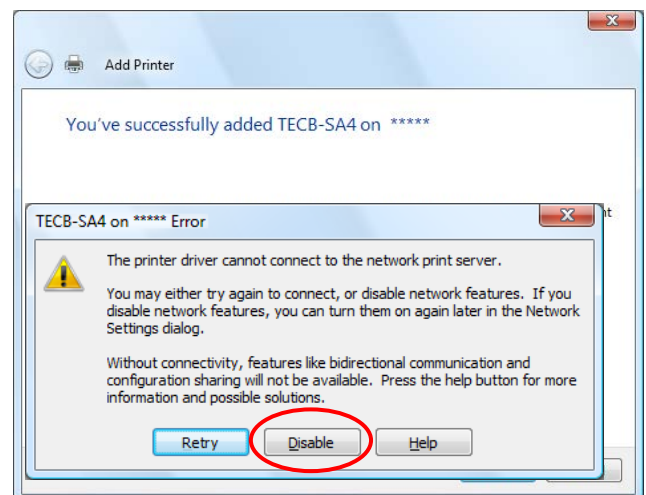 Add Printer
You've successfully added TECB-SA4 on *****
nt
TECB-SA4 on ***** Error
The printer driver cannot connect to the network print server.
You may either try again to connect, or disable network features. If you
disable network features, you can turn them on again later in the Network
Settings dialog.
Without connectivity, features like bidirectional communication and
configuration sharing will not be available. Press the help button for more
information and possible solutions.
Retry Disable Help